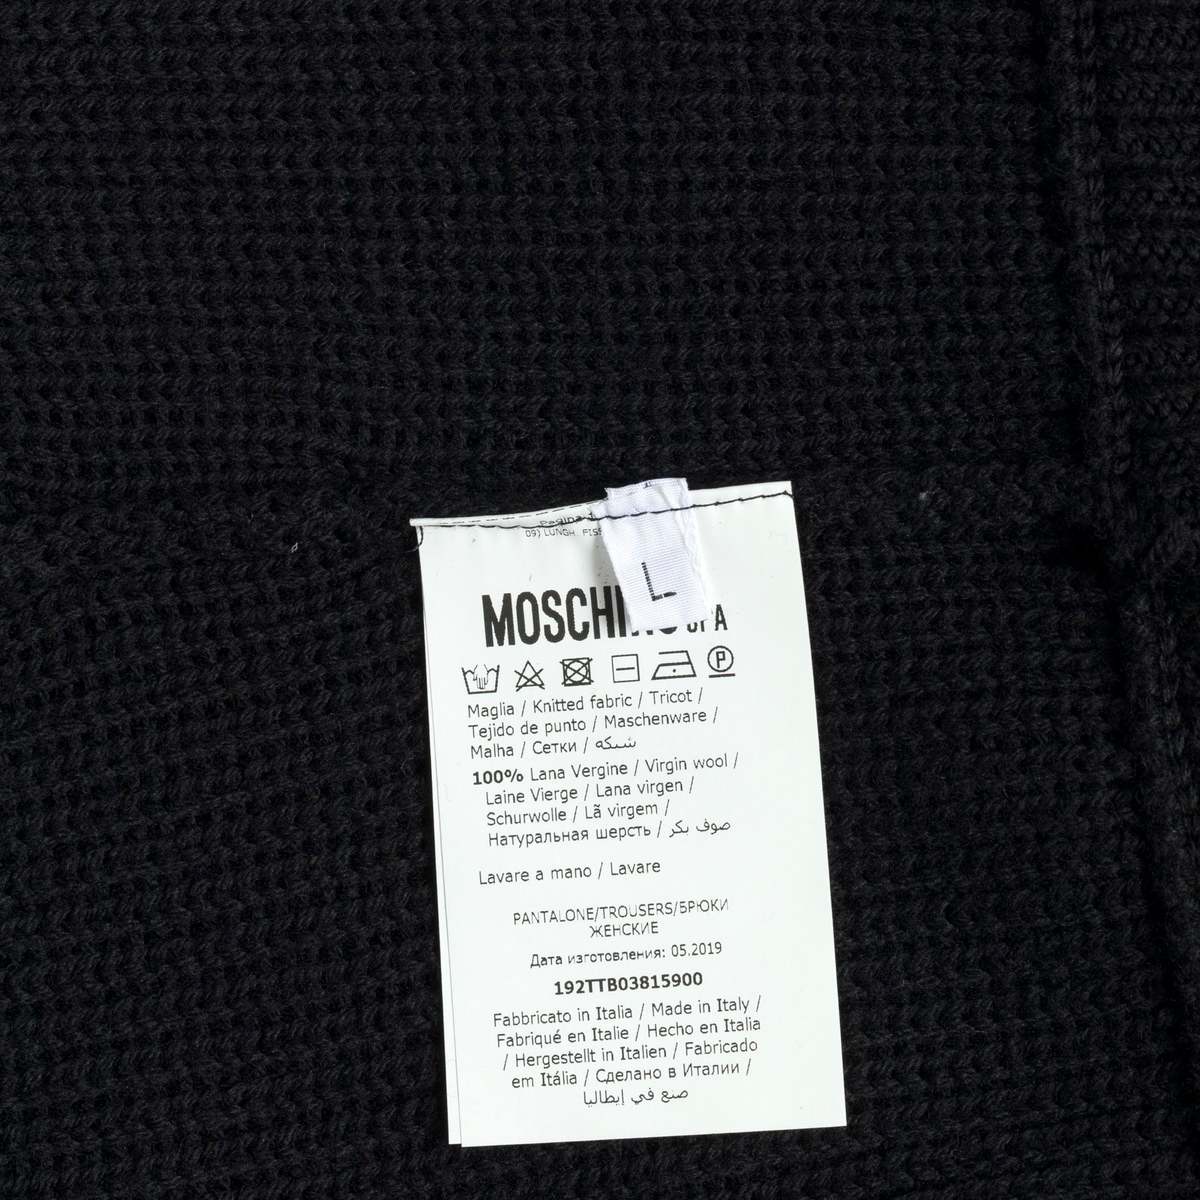 09) LUNGH. FISS
L
MOSCHINO SPA
P
Maglia / Knitted fabric / Tricot /
Tejido de punto / Maschenware /
Malha / Сетки / شبكه
100% Lana Vergine / Virgin wool /
Laine Vierge / Lana virgen /
Schurwolle / Lã virgem /
Натуральная шерсть / صوف بكر
Lavare a mano / Lavare
PANTALONE/TROUSERS/БРЮКИ
ЖЕНСКИЕ
Дата изготовления: 05.2019
192TTB03815900
Fabbricato in Italia / Made in Italy /
Fabriqué en Italie / Hecho en Italia
/ Hergestellt in Italien / Fabricado
em Itália / Сделано в Италии /
صنع في إيطاليا